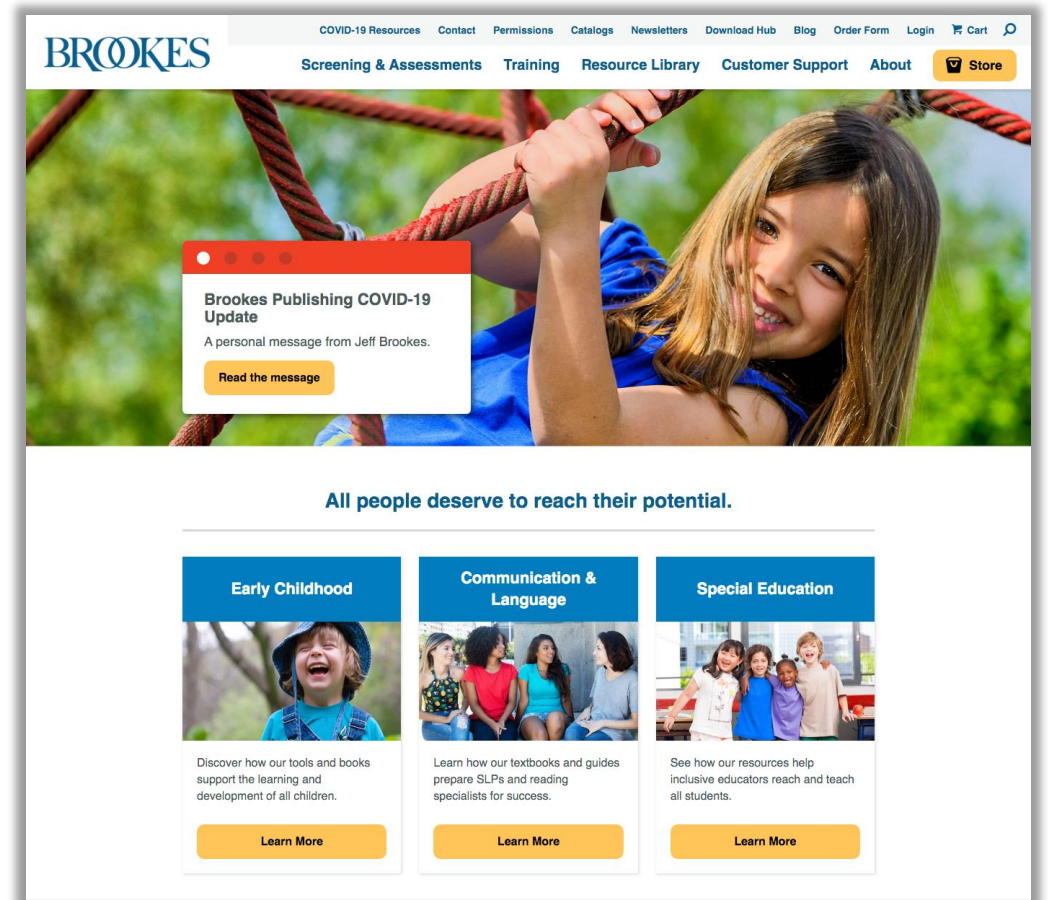 BROOKES
COVID-19 Resources Contact Permissions Catalogs Newsletters Download Hub Blog Order Form Login Cart
Screening & Assessments Training Resource Library Customer Support About Store
Brookes Publishing COVID-19
Update
A personal message from Jeff Brookes.
Read the message
All people deserve to reach their potential.
Early Childhood
Discover how our tools and books
support the learning and
development of all children.
Learn More
Communication &
Language
Learn how our textbooks and guides
prepare SLPs and reading
specialists for success.
Learn More
Special Education
See how our resources help
inclusive educators reach and teach
all students.
Learn More